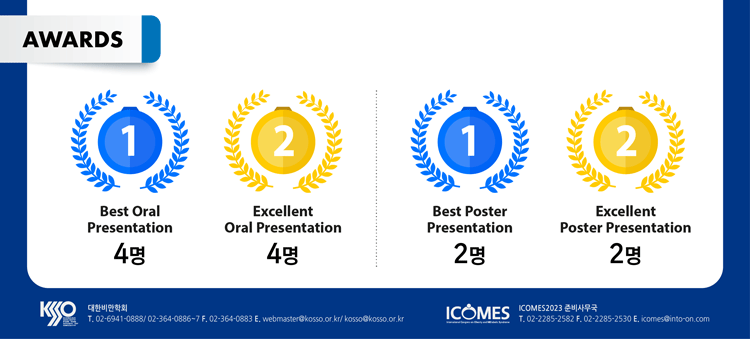 AWARDS
1
Best Oral
Presentation
4명
2
Excellent
Oral Presentation
4명
1
Best Poster
Presentation
2명
2
Excellent
Poster Presentation
2명
KSSO
대한비만학회
T, 02-6941-0888/ 02-364-0886~7 F, 02-364-0883 E, webmaster@kosso.or.kr/ kosso@kosso.or.kr
ICOMES
ICOMES2023 준비사무국
T, 02-2285-2582 F, 02-2285-2530 E, icomes@into-on.com